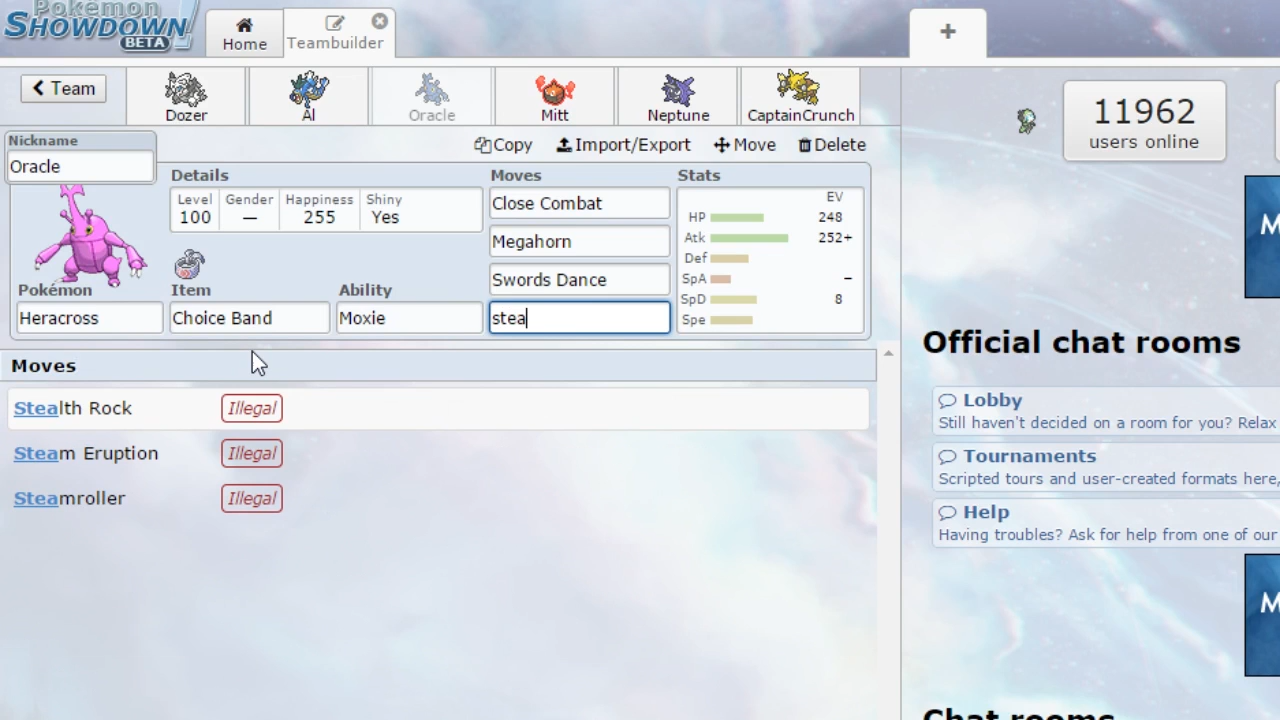 Pokémon
SHOWDOWN!
BETA
Home
Teambuilder
+
Team
Dozer
Al
Oracle
Mitt
Neptune
CaptainCrunch
Nickname
Oracle
Copy
Import/Export
Move
Delete
Details
Level
100
Gender
—
Happiness
255
Shiny
Yes
Pokémon
Heracross
Item
Choice Band
Ability
Moxie
Moves
Close Combat
Megahorn
Swords Dance
stea
Stats
EV
HP 248
Atk 252+
Def
SpA −
SpD 8
Spe
Moves
Stealth Rock Illegal
Steam Eruption Illegal
Steamroller Illegal
11962
users online
M
Official chat rooms
Lobby
Still haven't decided on a room for you? Relax
Tournaments
Scripted tours and user-created formats here,
Help
Having troubles? Ask for help from one of our
M
Chat rooms